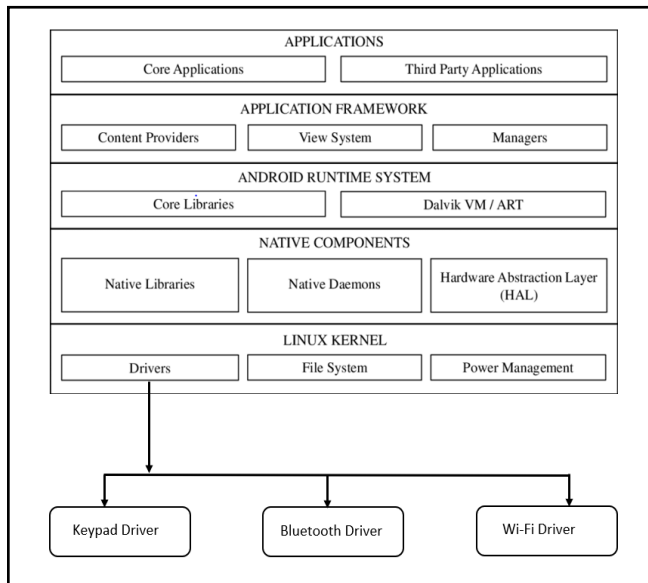 APPLICATIONS
Core Applications
Third Party Applications
APPLICATION FRAMEWORK
Content Providers
View System
Managers
ANDROID RUNTIME SYSTEM
Core Libraries
Dalvik VM / ART
NATIVE COMPONENTS
Native Libraries
Native Daemons
Hardware Abstraction Layer
(HAL)
LINUX KERNEL
Drivers
File System
Power Management
Keypad Driver
Bluetooth Driver
Wi-Fi Driver